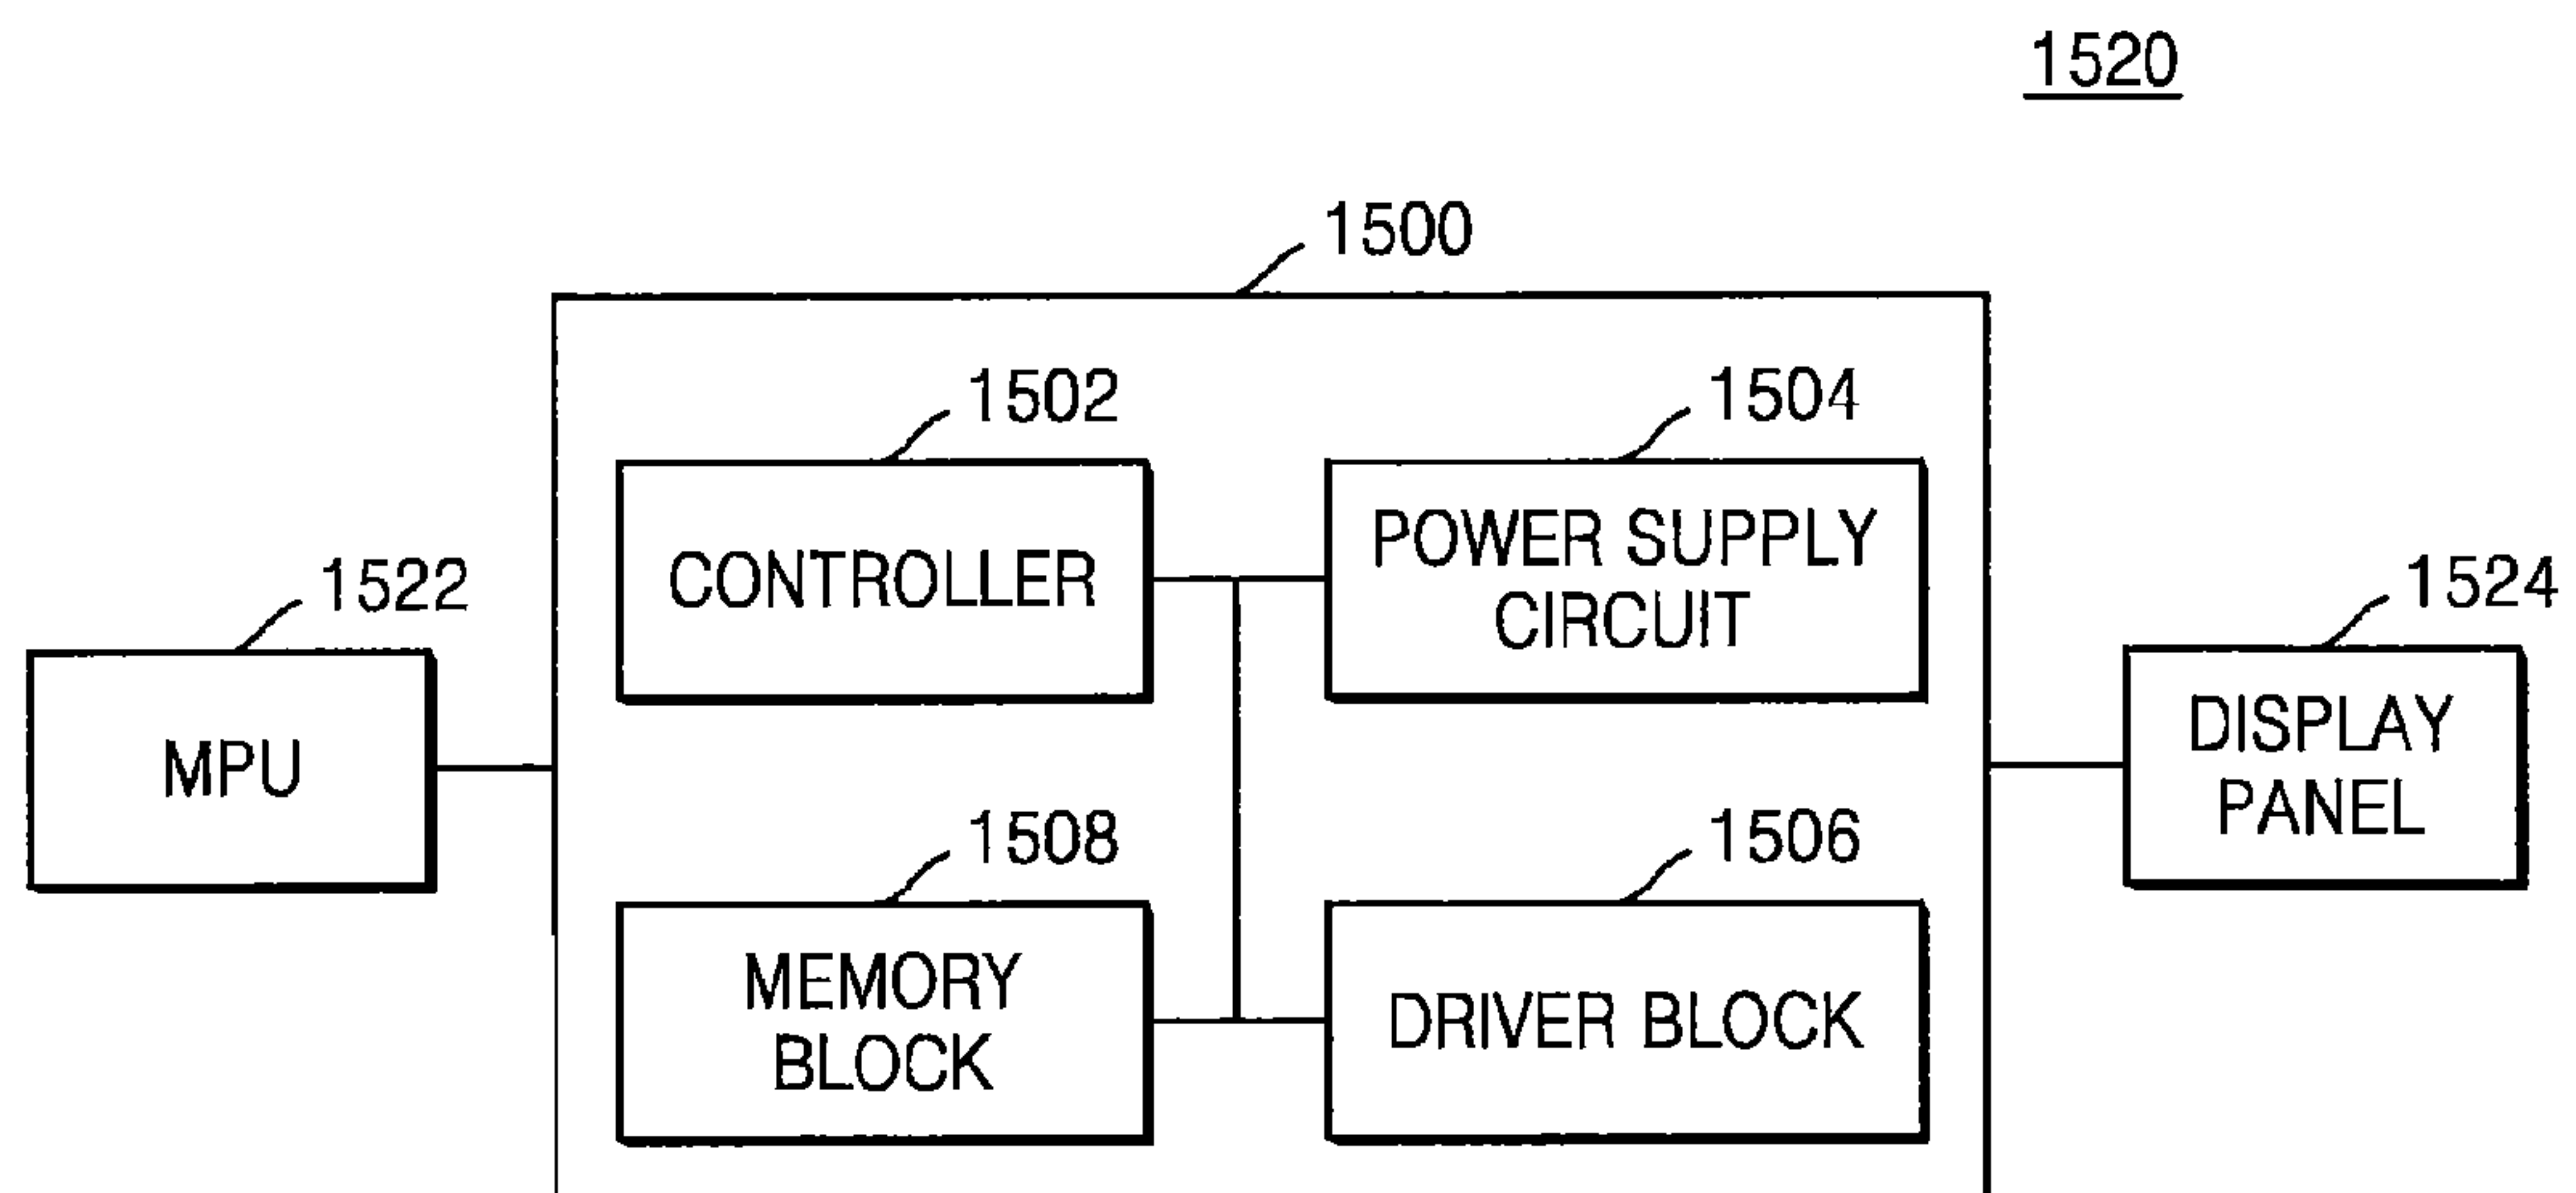 1520
1500
1502
1504
CONTROLLER
POWER SUPPLY
CIRCUIT
1522
MPU
1524
DISPLAY
PANEL
1508
1506
MEMORY
BLOCK
DRIVER BLOCK